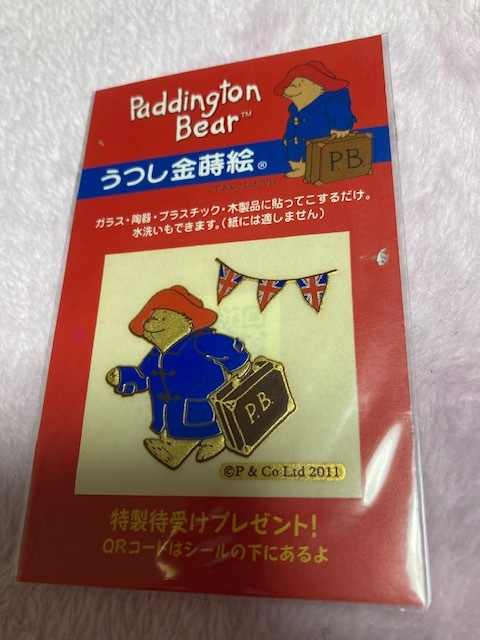 Paddington
Bear™
うつし金蒔絵®
©P & Co Ltd 2011
P.B.
ガラス・陶器・プラスチック・木製品に貼ってこするだけ。
水洗いもできます。(紙には適しません)
P.B.
©P & Co Ltd 2011
特製待受けプレゼント!
QRコードはシールの下にあるよ